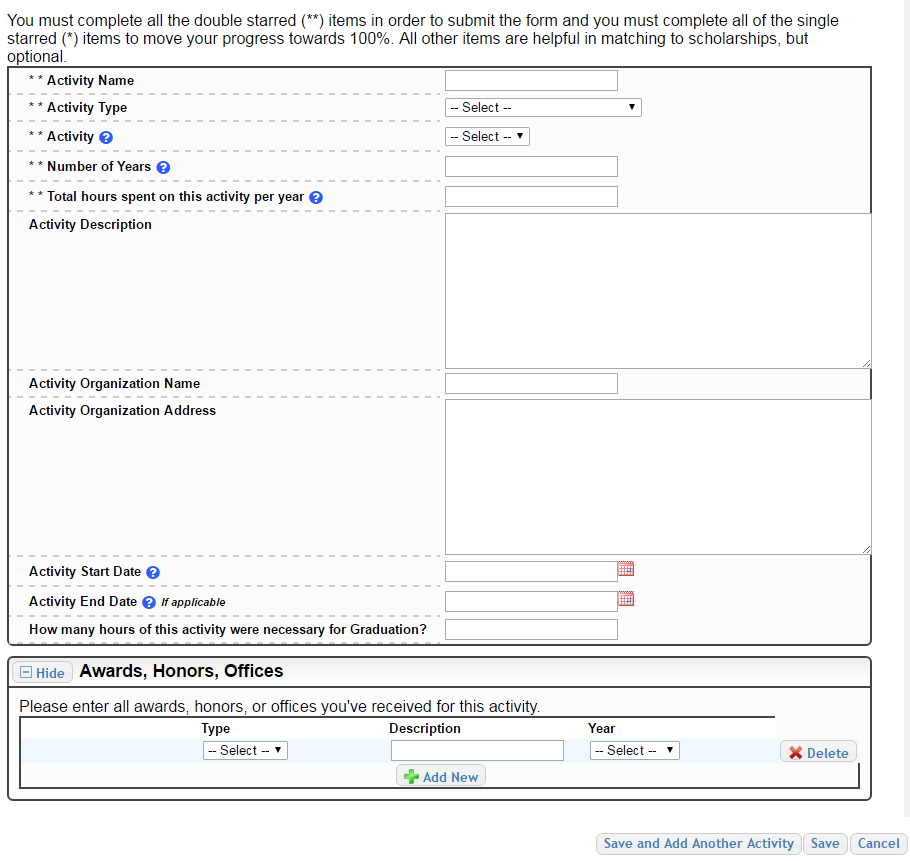 You must complete all the double starred (**) items in order to submit the form and you must complete all of the single
starred (*) items to move your progress towards 100%. All other items are helpful in matching to scholarships, but
optional.
* * Activity Name
* * Activity Type -- Select --
* * Activity ? -- Select --
* * Number of Years ?
* * Total hours spent on this activity per year ?
Activity Description
Activity Organization Name
Activity Organization Address
Activity Start Date ?
Activity End Date ? If applicable
How many hours of this activity were necessary for Graduation?
Hide Awards, Honors, Offices
Please enter all awards, honors, or offices you've received for this activity.
Type Description Year
-- Select -- -- Select -- Delete
Add New
Save and Add Another Activity Save Cancel